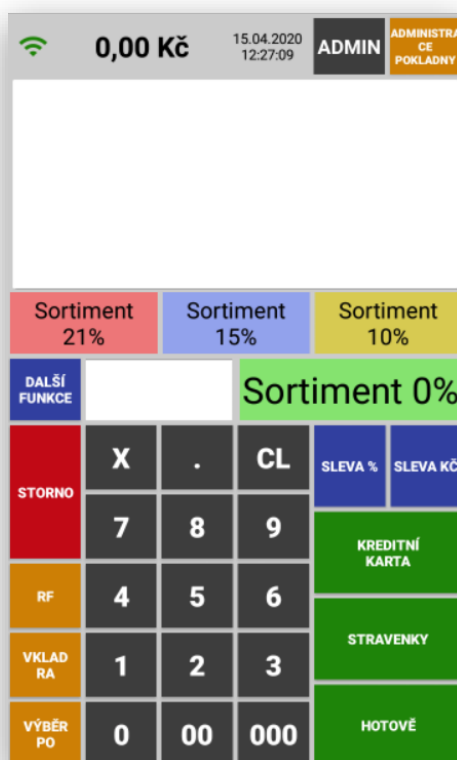 0,00 Kč
15.04.2020
12:27:09
ADMIN
ADMINISTRA
CE
POKLADNY
Sortiment
21%
Sortiment
15%
Sortiment
10%
DALŠÍ
FUNKCE
Sortiment 0%
STORNO
X
.
CL
SLEVA %
SLEVA KČ
7
8
9
KREDITNÍ
KARTA
RF
4
5
6
STRAVENKY
VKLAD
RA
1
2
3
VÝBĚR
PO
0
00
000
HOTOVĚ